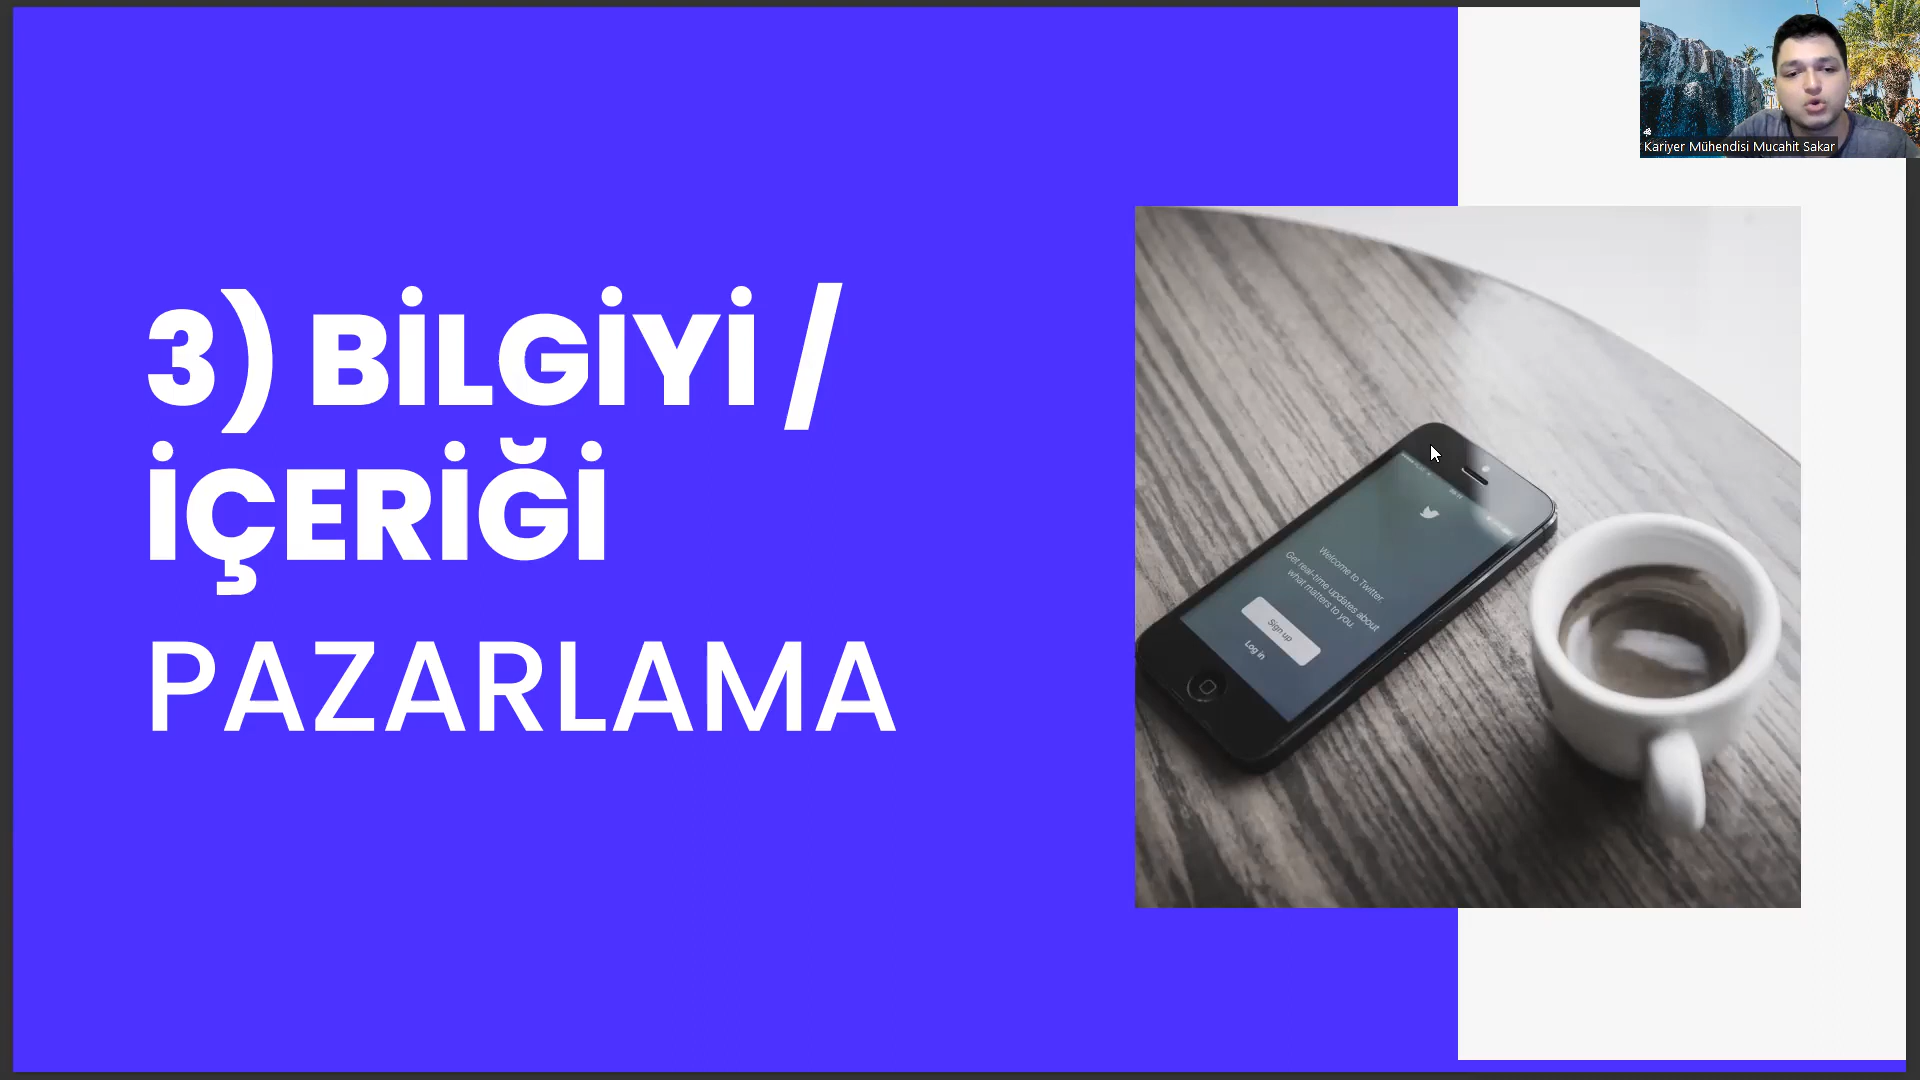 3) BİLGİYİ /
İÇERİĞİ
PAZARLAMA
Kariyer Mühendisi Mucahit Sakar
Welcome to Twitter.
Get real-time updates about
what matters to you.
Sign up
Log in